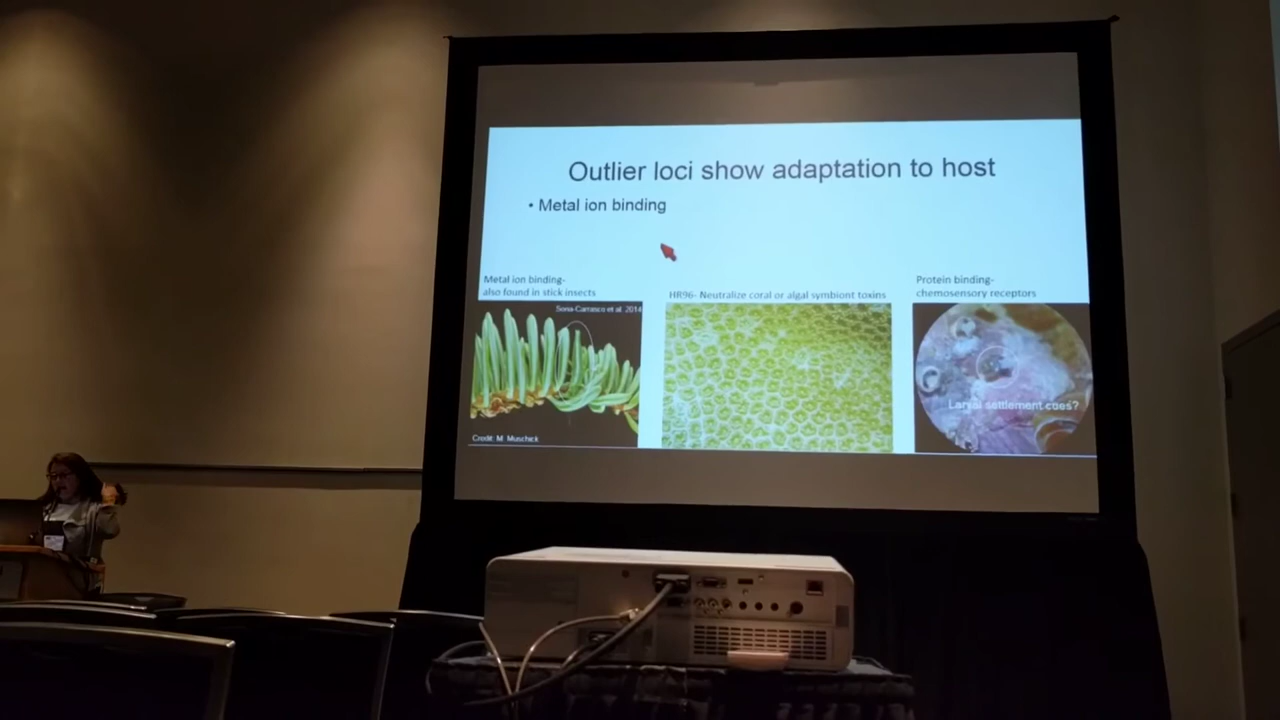 Outlier loci show adaptation to host
• Metal ion binding
Metal ion binding-
also found in stick insects
Soria-Carrasco et al. 2014
Credit: M. Muschick
HR96- Neutralize coral or algal symbiont toxins
Protein binding-
chemosensory receptors
Larval settlement cues?